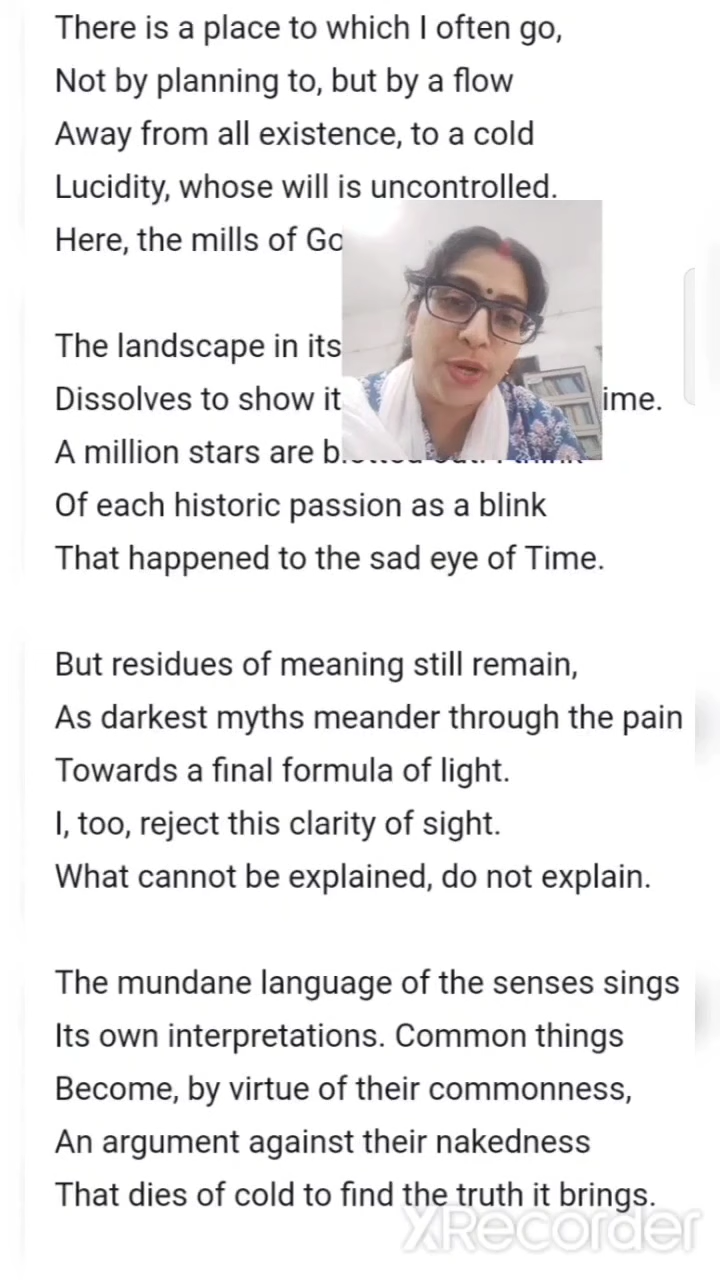 There is a place to which I often go,
Not by planning to, but by a flow
Away from all existence, to a cold
Lucidity, whose will is uncontrolled.
Here, the mills of
The landscape in its
Dissolves to show ime.
A million stars are
Of each historic passion as a blink
That happened to the sad eye of Time.
But residues of meaning still remain,
As darkest myths meander through the pain
Towards a final formula of light.
I, too, reject this clarity of sight.
What cannot be explained, do not explain.
The mundane language of the senses sings
Its own interpretations. Common things
Become, by virtue of their commonness,
An argument against their nakedness
That dies of cold to find the truth it brings.
XRecorder